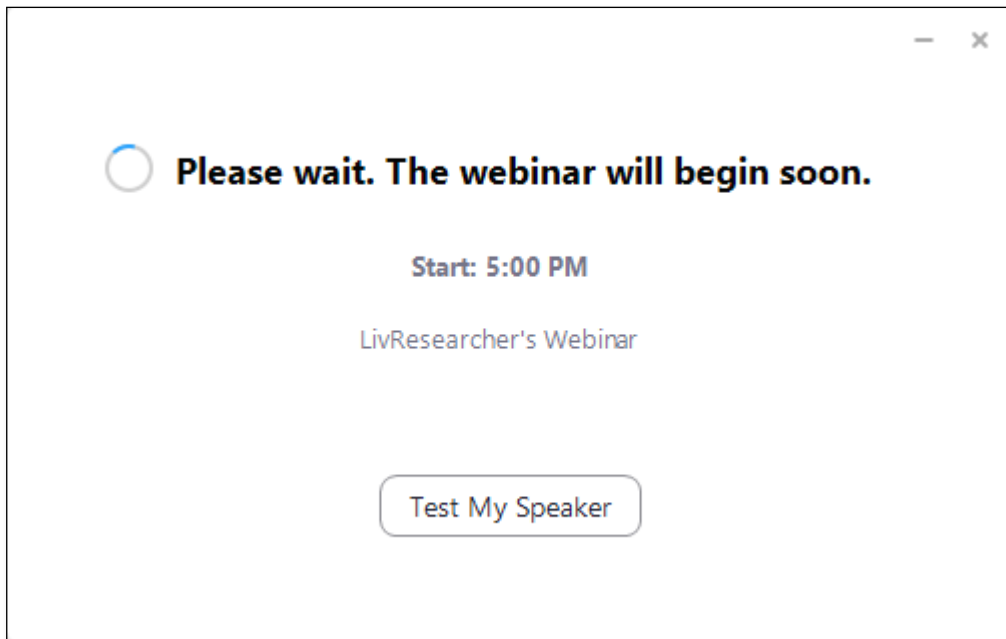 Please wait. The webinar will begin soon.
Start: 5:00 PM
LivResearcher's Webinar
Test My Speaker